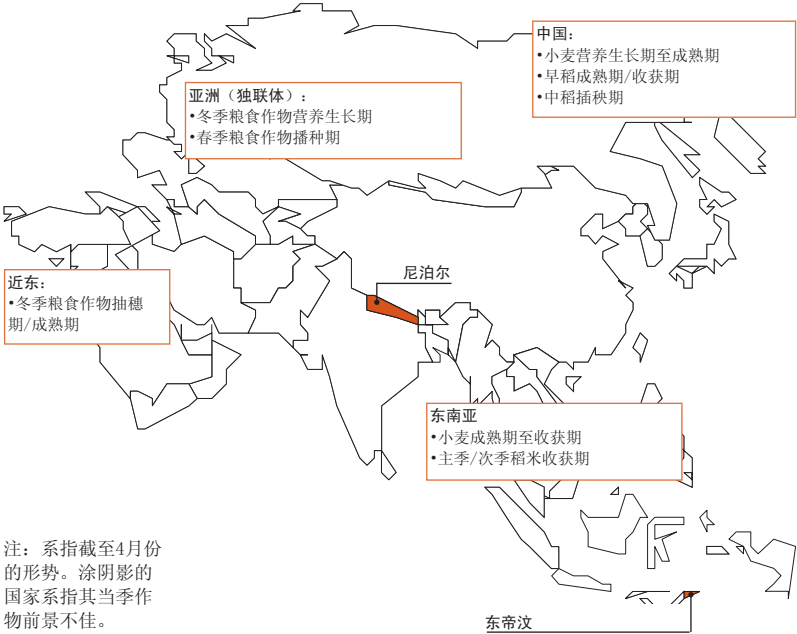 中国：
•小麦营养生长期至成熟期
•早稻成熟期/收获期
•中稻插秧期
亚洲（独联体）：
•冬季粮食作物营养生长期
•春季粮食作物播种期
近东：
•冬季粮食作物抽穗
期/成熟期
尼泊尔
东南亚
•小麦成熟期至收获期
•主季/次季稻米收获期
注：系指截至4月份
的形势。涂阴影的
国家系指其当季作
物前景不佳。
东帝汶